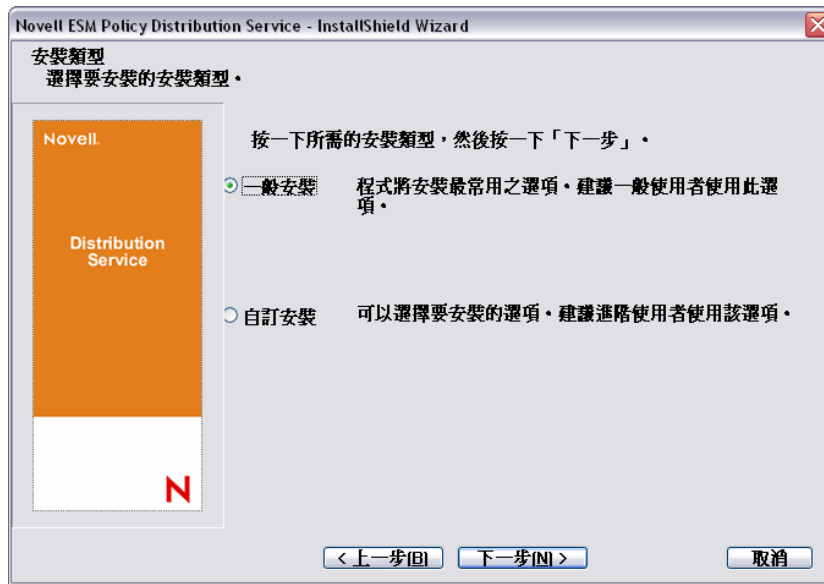 Novell ESM Policy Distribution Service - InstallShield Wizard
安裝類型
選擇要安裝的安裝類型。
Novell.
Distribution
Service
N
按一下所需的安裝類型，然後按一下「下一步」。
一般安裝
程式將安裝最常用之選項。建議一般使用者使用此選
項。
自訂安裝
可以選擇要安裝的選項。建議進階使用者使用該選項。
< 上一步(B)
下一步(N) >
取消